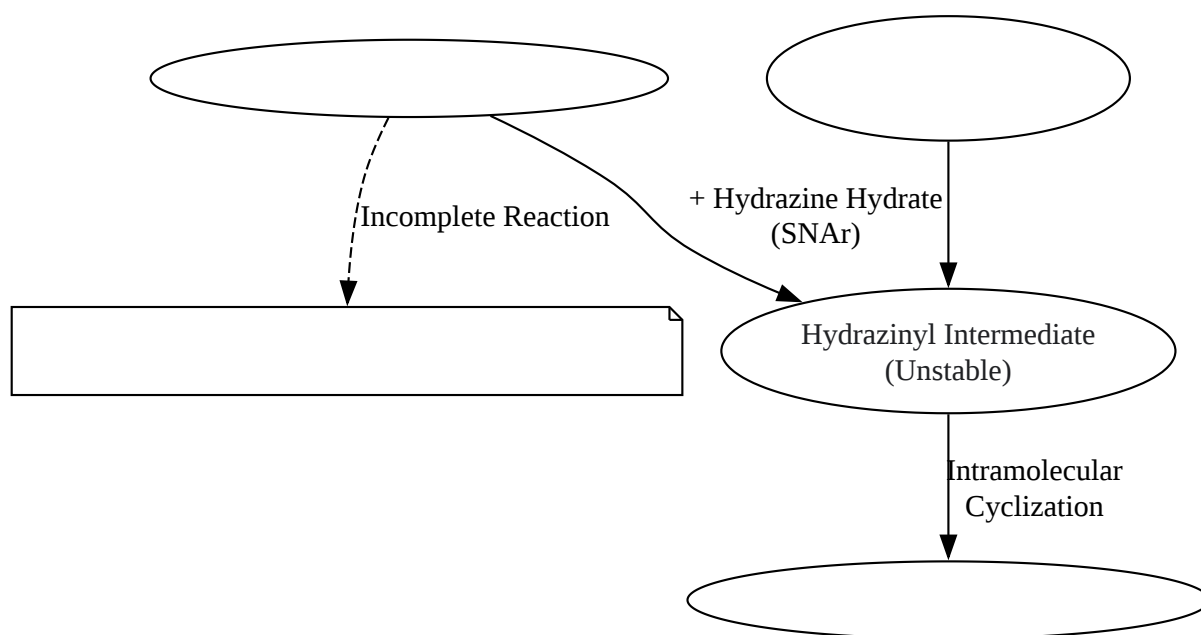 Incomplete Reaction
+ Hydrazine Hydrate
(SNAr)
Hydrazinyl Intermediate
(Unstable)
Intramolecular
Cyclization